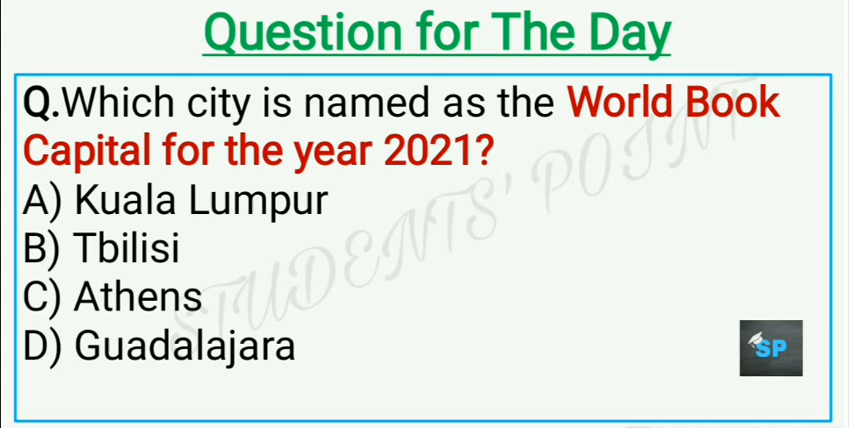 Question for The Day
Q.Which city is named as the World Book
Capital for the year 2021?
A) Kuala Lumpur
B) Tbilisi
C) Athens
D) Guadalajara
STUDENTS' POINT
SP